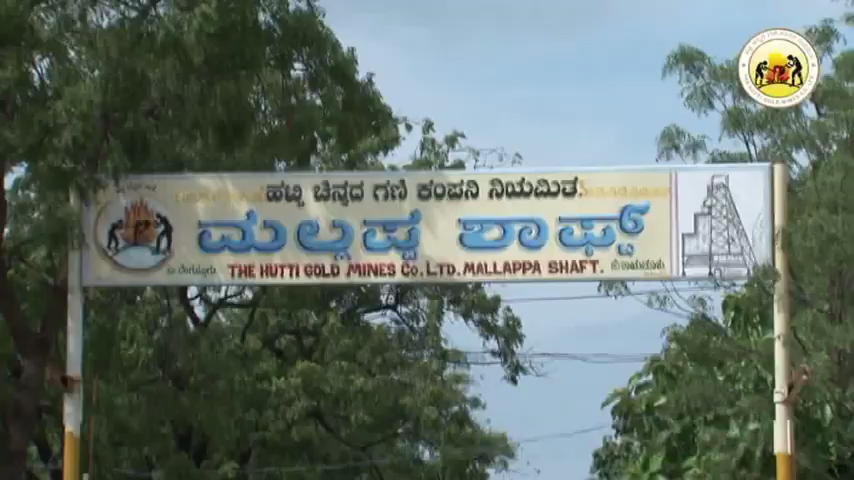 ಹಟ್ಟಿ ಚಿನ್ನದ ಗಣಿ ಕಂಪನಿ ನಿಯಮಿತ
ಮಲ್ಲಪ್ಪ ಶಾಫ್ಟ್
THE HUTTI GOLD MINES CO. LTD. MALLAPPA SHAFT.